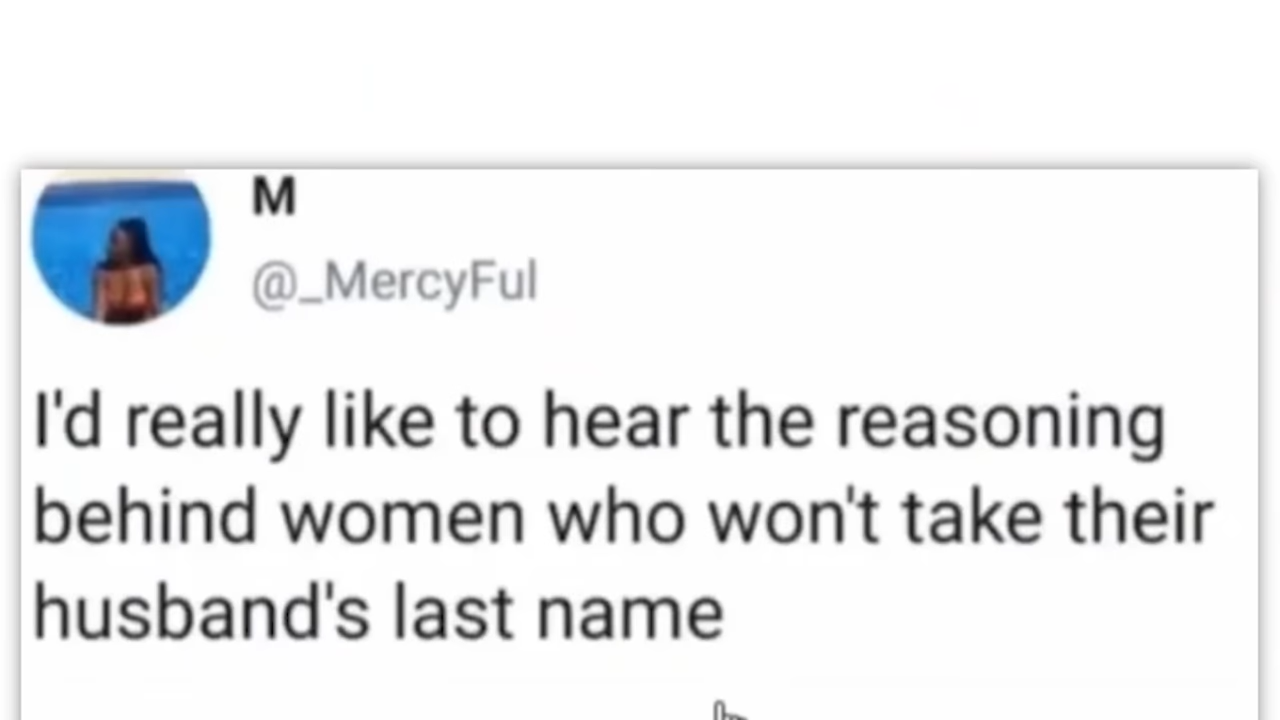 M
@_MercyFul
I'd really like to hear the reasoning
behind women who won't take their
husband's last name